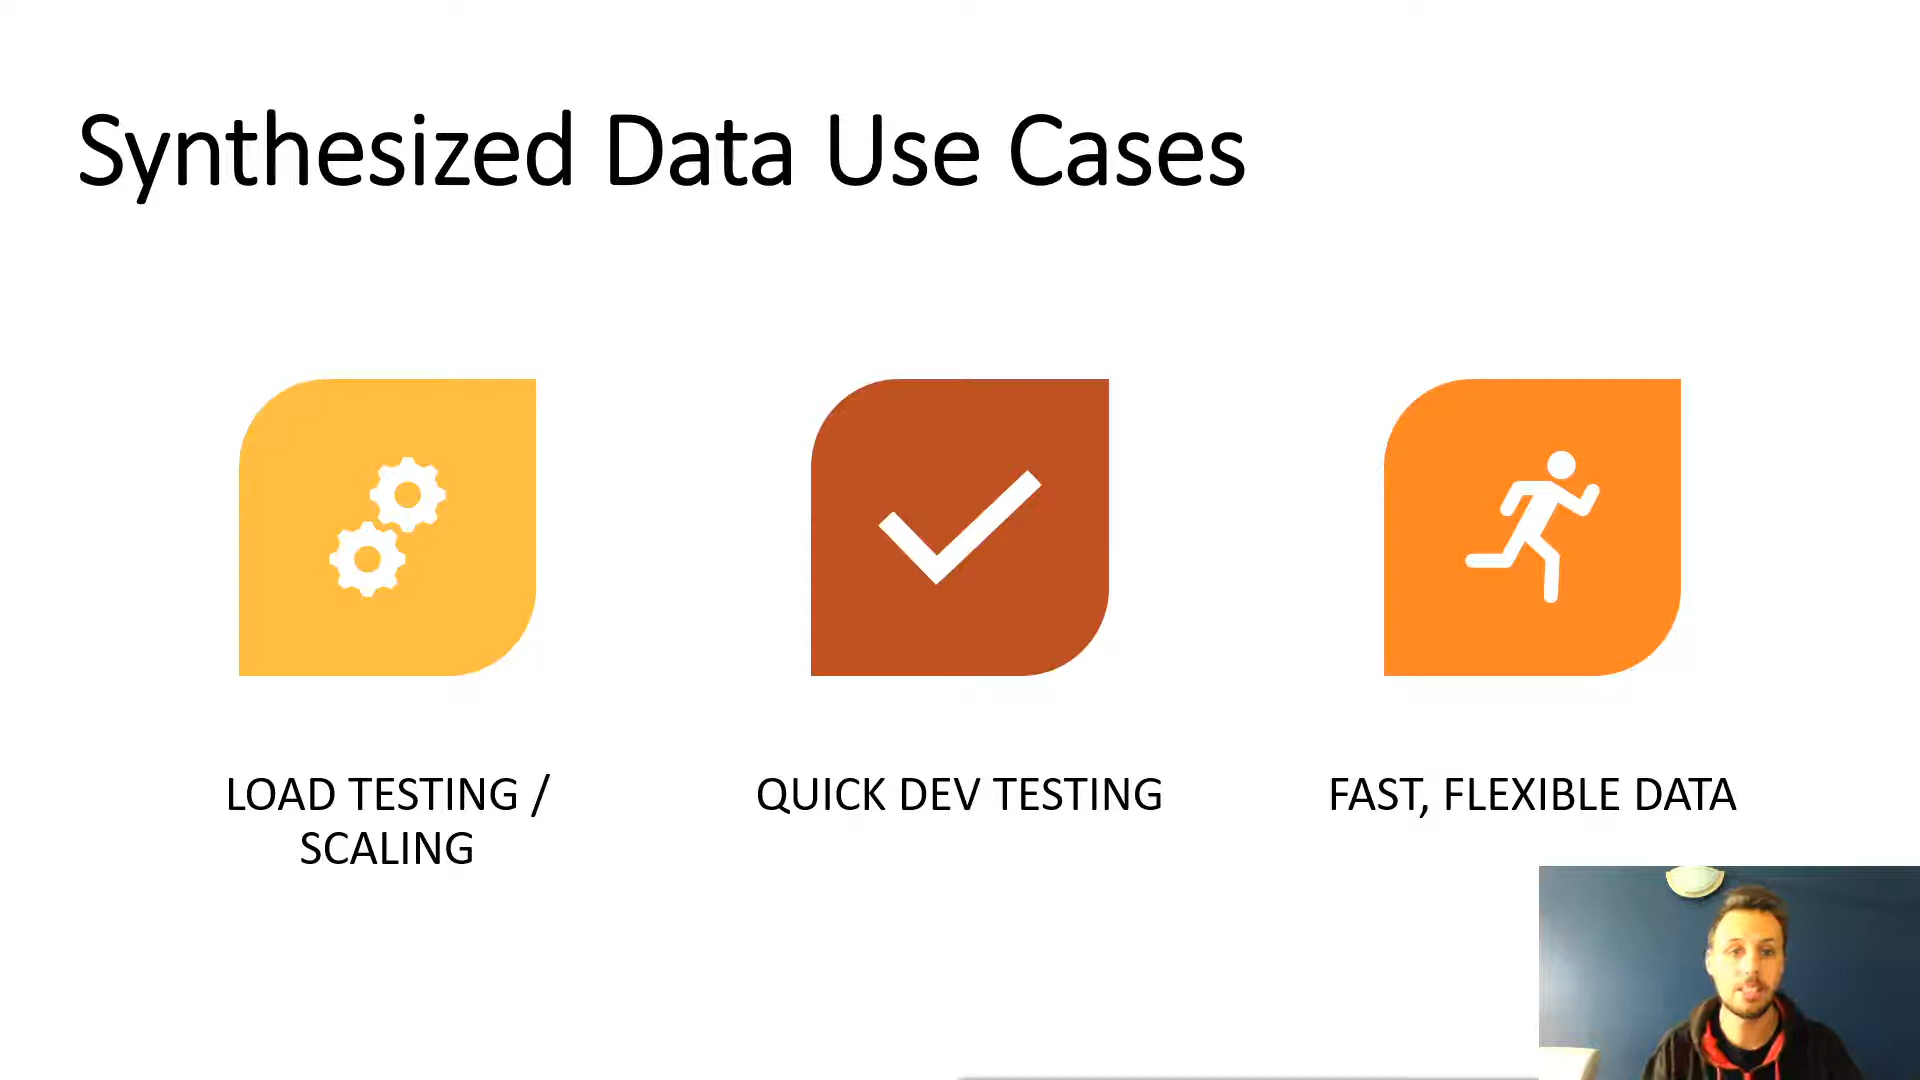 Synthesized Data Use Cases
LOAD TESTING /
SCALING
QUICK DEV TESTING
FAST, FLEXIBLE DATA